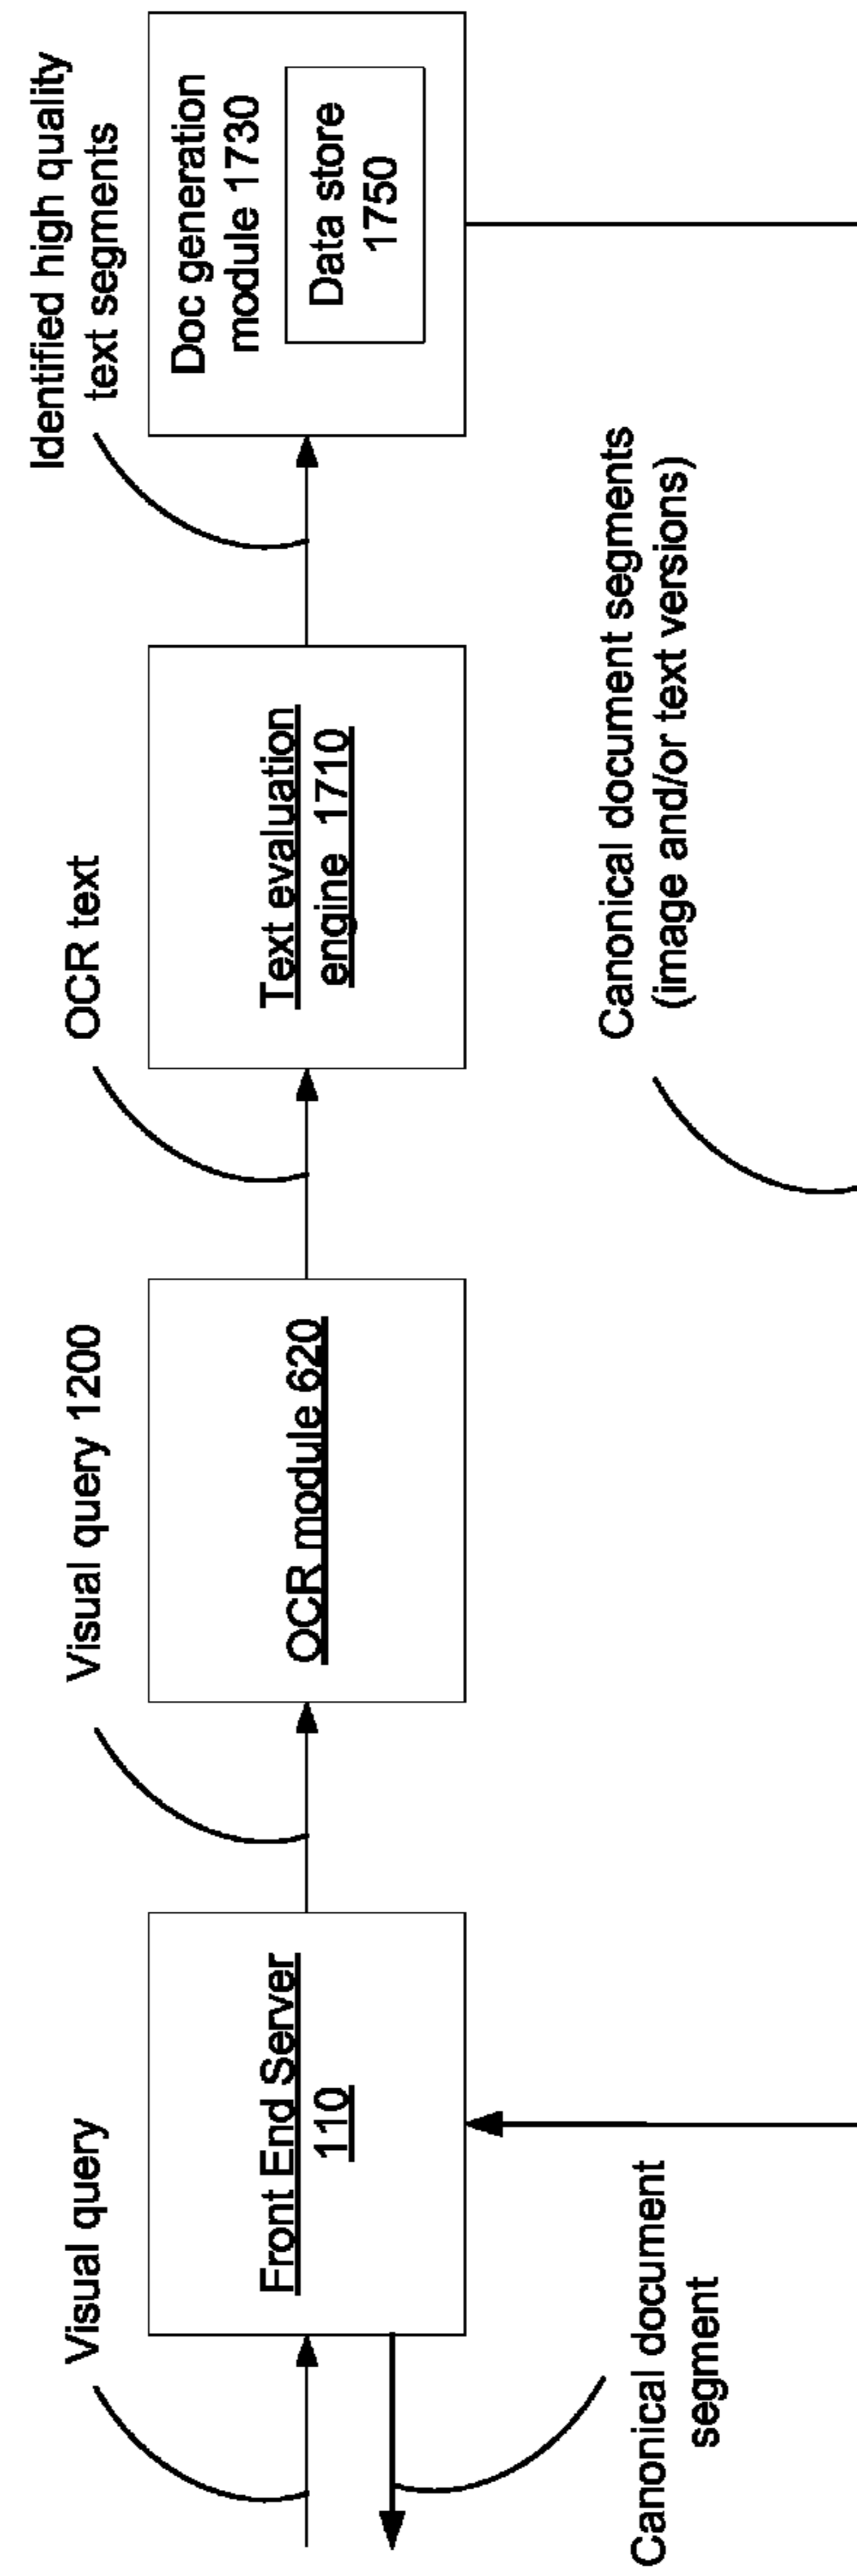 Visual query
Front End Server
110
Canonical document
segment
Visual query 1200
OCR module 620
OCR text
Text evaluation
engine 1710
Identified high quality
text segments
Doc generation
module 1730
Data store
1750
Canonical document segments
(image and/or text versions)